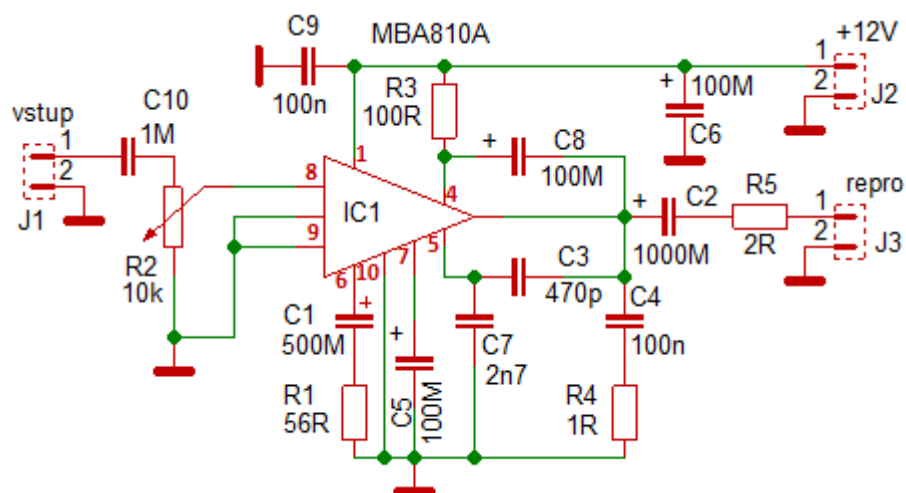 C9
MBA810A
+12V
100n
R3
100R
+
100M
1
2
J2
C10
1M
vstup
1
2
J1
1
+
C8
100M
C6
8
4
IC1
9
R2
10k
+
C2
1000M
R5
2R
repro
1
2
J3
6
10
7
5
C3
470p
C1
500M
+
+
C4
100n
C7
2n7
R1
56R
C5
100M
R4
1R